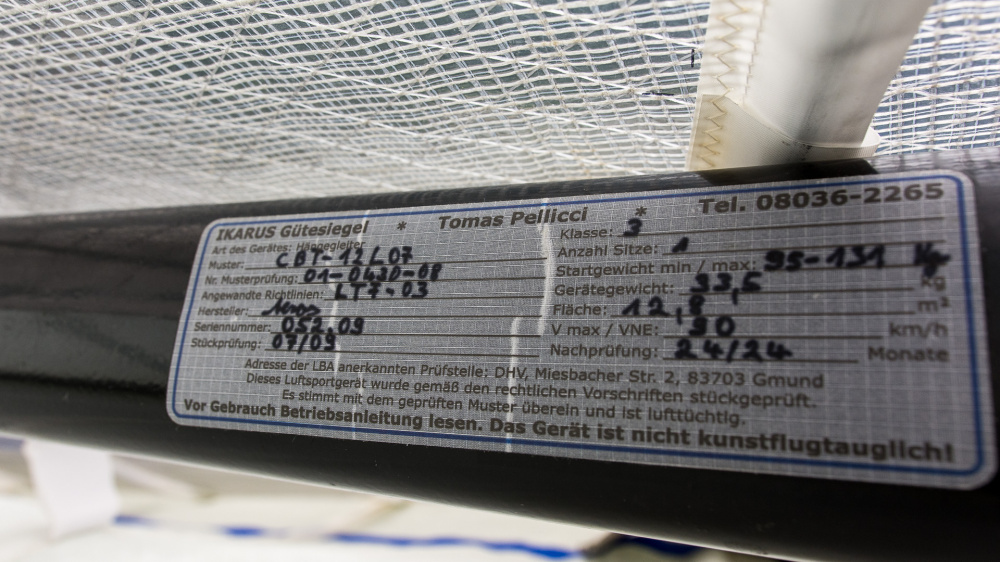 IKARUS Gütesiegel * Tomas Pellicci * Tel. 08036-2265
Art des Gerätes: Hängegleiter
Muster: CBT-12L07
Nr. Musterprüfung: 01-0430-08
Angewandte Richtlinien: LT7-03
Hersteller:
Seriennummer: 052.09
Stückprüfung: 07/09
Klasse: 3
Anzahl Sitze: 1
Startgewicht min / max: 95-131 kg
Gerätegewicht: 33,5 kg
Fläche: 12,8 m²
V max / VNE: 90 km/h
Nachprüfung: 24/24 Monate
Adresse der LBA anerkannten Prüfstelle: DHV, Miesbacher Str. 2, 83703 Gmund
Dieses Luftsportgerät wurde gemäß den rechtlichen Vorschriften stückgeprüft.
Es stimmt mit dem geprüften Muster überein und ist lufttüchtig.
Vor Gebrauch Betriebsanleitung lesen. Das Gerät ist nicht kunstflugtauglich!